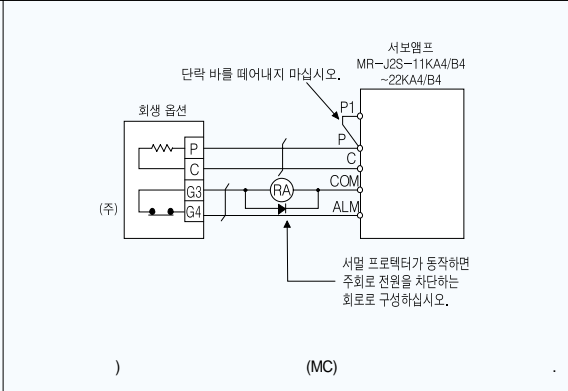 서보앰프
MR-J2S-11KA4/B4
~22KA4/B4
단락 바를 떼어내지 마십시오.
P1
회생 옵션
P
P
C
C
COM
G3
RA
(주)
G4
ALM
서멀 프로텍터가 동작하면
주회로 전원을 차단하는
회로로 구성하십시오.
) (MC) .